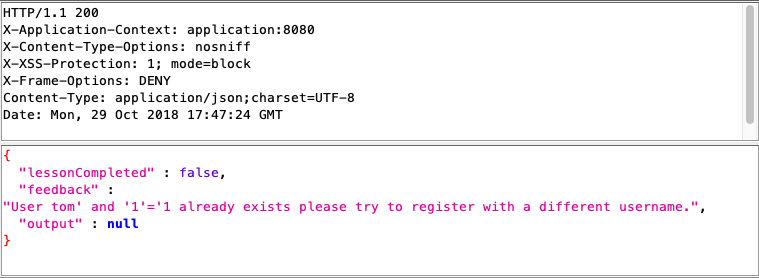 HTTP/1.1 200
X-Application-Context: application:8080
X-Content-Type-Options: nosniff
X-XSS-Protection: 1; mode=block
X-Frame-Options: DENY
Content-Type: application/json;charset=UTF-8
Date: Mon, 29 Oct 2018 17:47:24 GMT
{
"lessonCompleted" : false,
"feedback" :
"User tom' and '1'='1 already exists please try to register with a different username.",
"output" : null
}